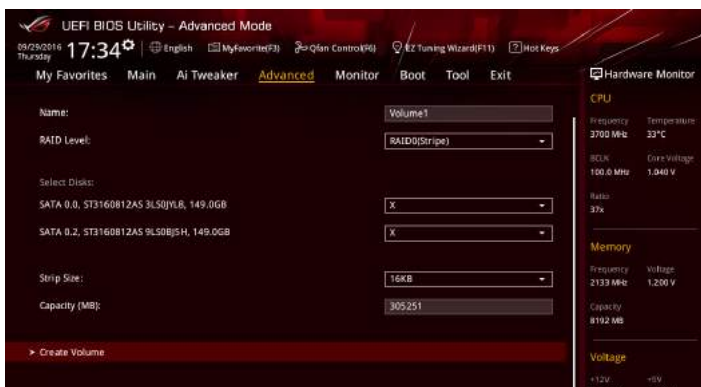 UEFI BIOS Utility – Advanced Mode
09/29/2016 Thursday 17:34 English MyFavorite(F3) Qfan Control(F6) EZ Tuning Wizard(F11) ? Hot Keys
My Favorites Main Ai Tweaker Advanced Monitor Boot Tool Exit
Hardware Monitor
Name: Volume1
RAID Level: RAID0(Stripe)
Select Disks:
SATA 0.0, ST3160812AS 3LS0JYL8, 149.0GB X
SATA 0.2, ST3160812AS 9LS0BJ5H, 149.0GB X
Strip Size: 16KB
Capacity (MB): 305251
> Create Volume
CPU
Frequency Temperature
3700 MHz 33°C
BCLK Core Voltage
100.0 MHz 1.040 V
Ratio
37x
Memory
Frequency Voltage
2133 MHz 1.200 V
Capacity
8192 MB
Voltage
+12V +5V